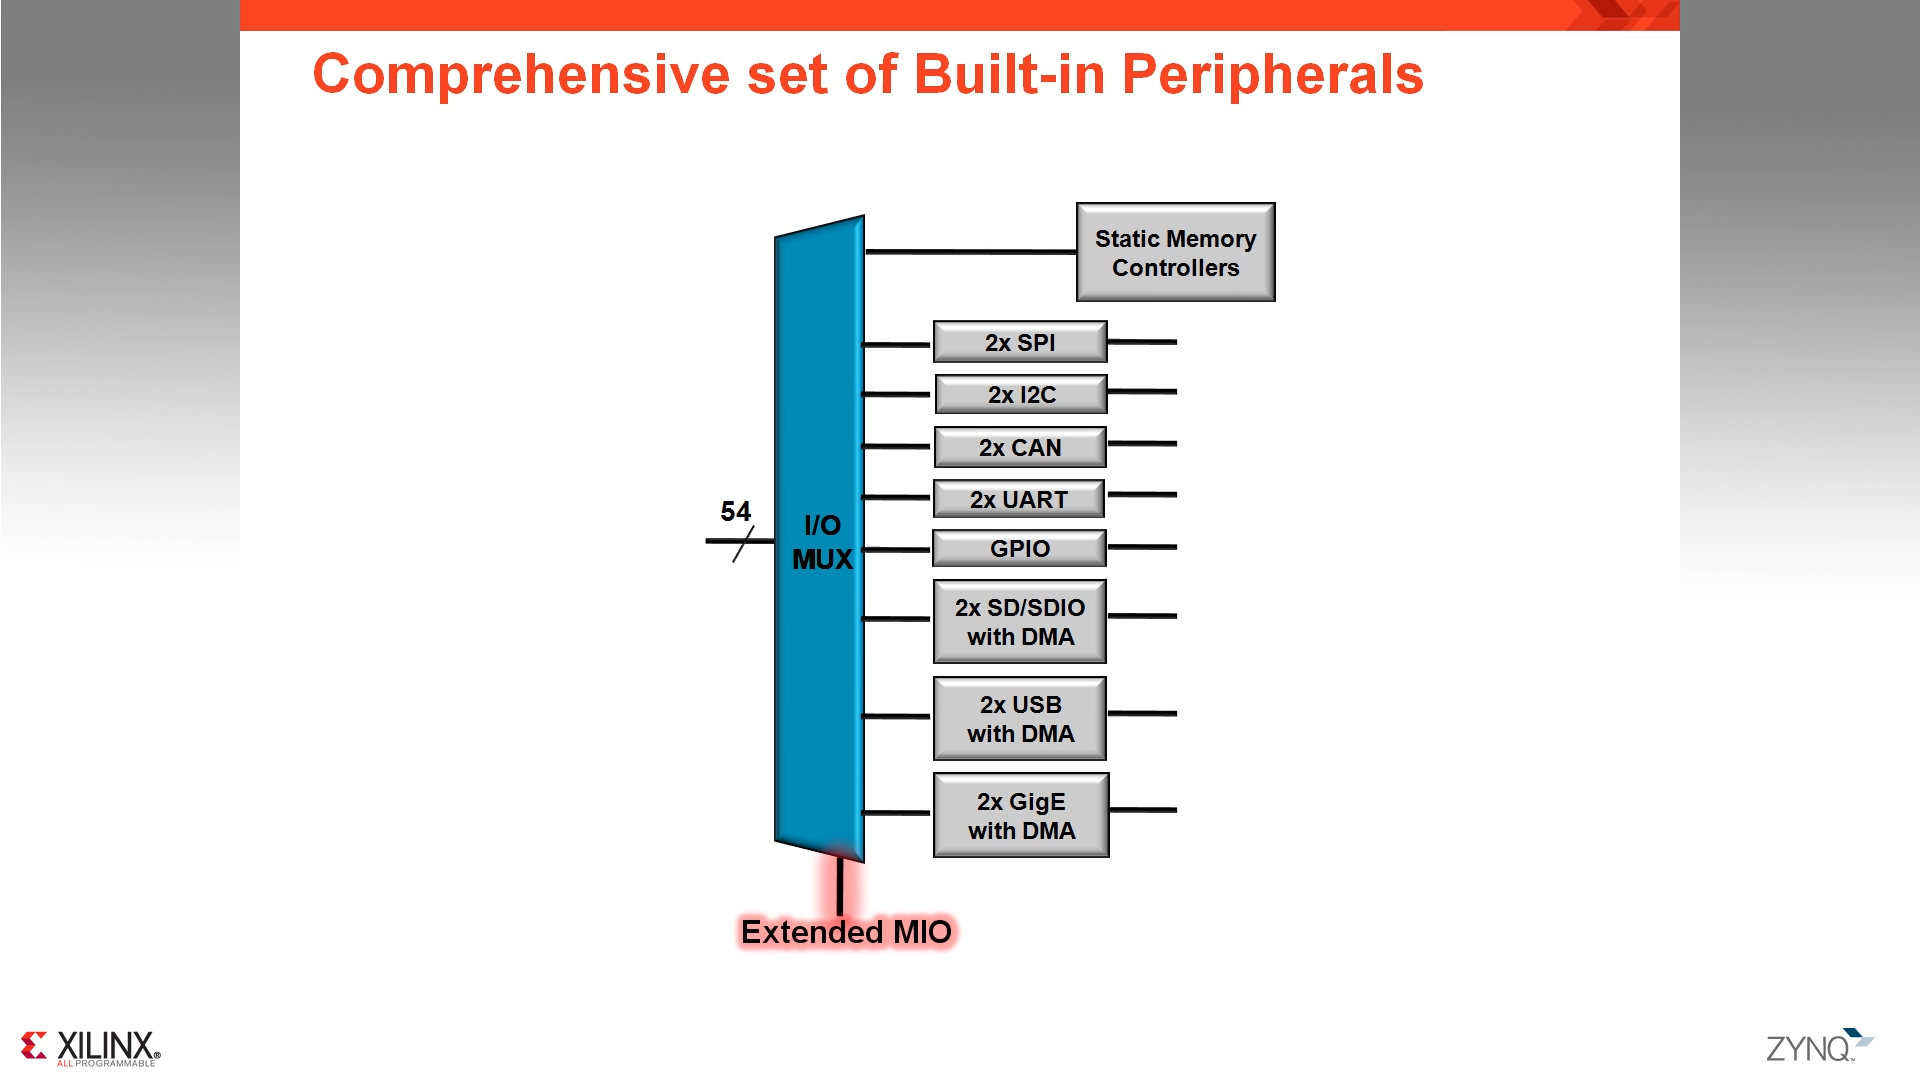 Comprehensive set of Built-in Peripherals
Static Memory
Controllers
2x SPI
2x I2C
2x CAN
2x UART
54
I/O
MUX
GPIO
2x SD/SDIO
with DMA
2x USB
with DMA
2x GigE
with DMA
Extended MIO
XILINX®
ALL PROGRAMMABLE
ZYNQ™